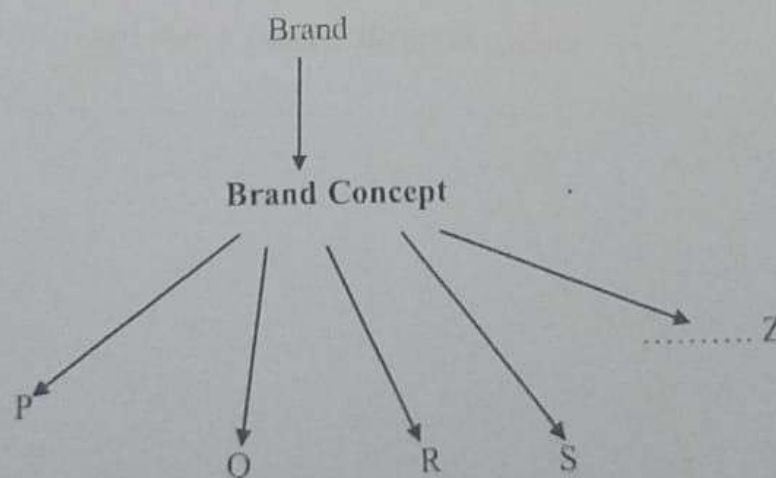 Brand
Brand Concept
.......... Z
P
Q
R
S